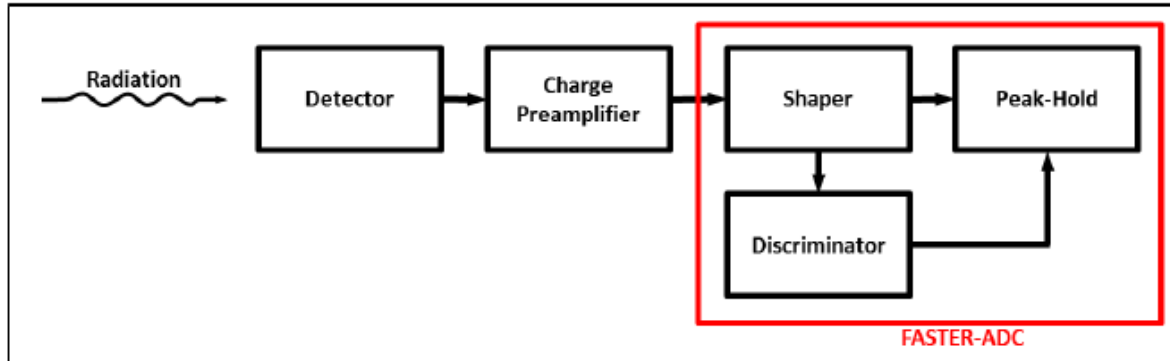 Radiation
Detector
Charge
Preamplifier
Shaper
Peak-Hold
Discriminator
FASTER-ADC